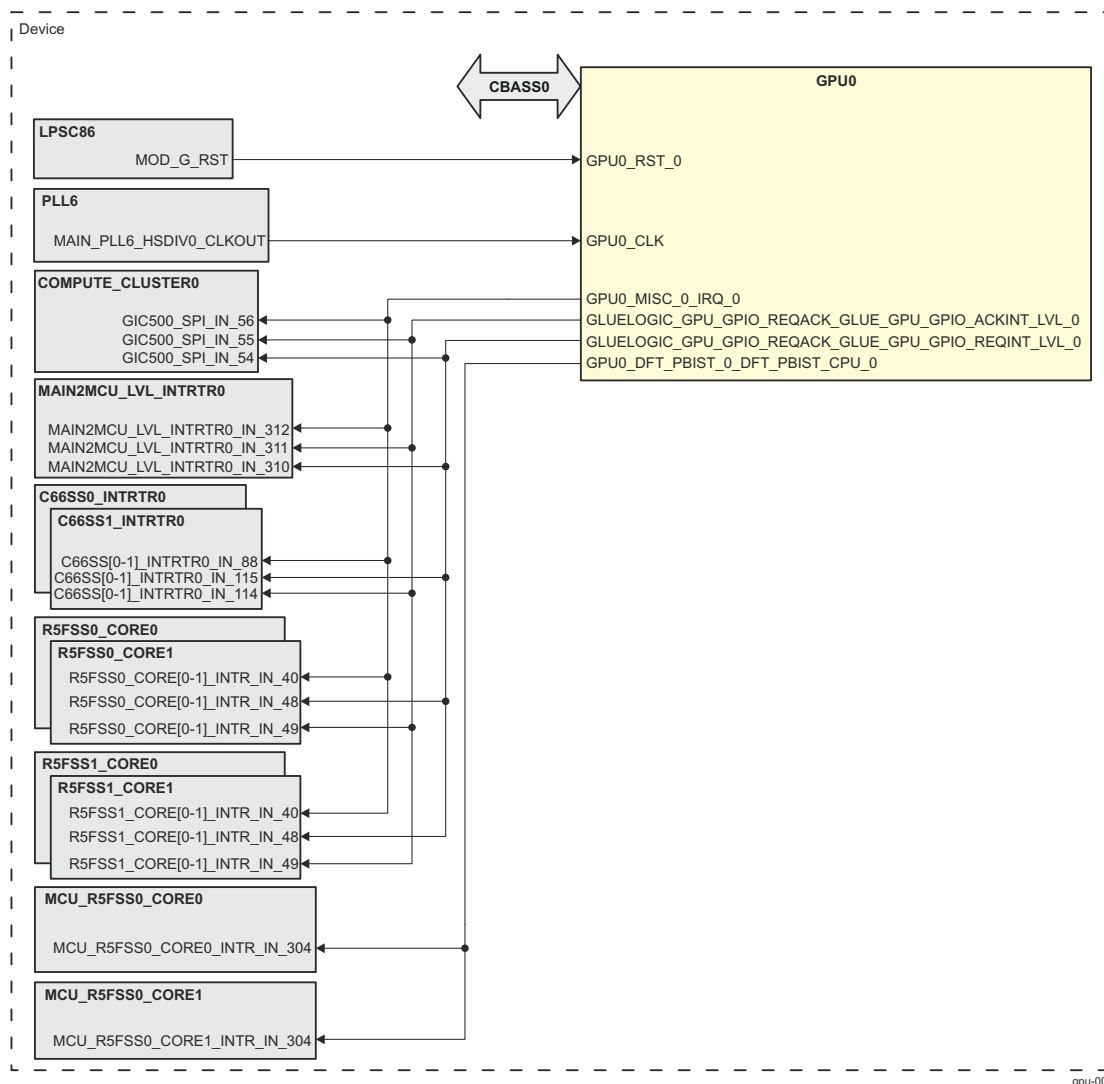 Device
CBASS0
GPU0
LPSC86
MOD_G_RST
GPU0_RST_0
PLL6
MAIN_PLL6_HSDIV0_CLKOUT
GPU0_CLK
COMPUTE_CLUSTER0
GIC500_SPI_IN_56
GIC500_SPI_IN_55
GIC500_SPI_IN_54
GPU0_MISC_0_IRQ_0
GLUELOGIC_GPU_GPIO_REQACK_GLUE_GPU_GPIO_ACKINT_LVL_0
GLUELOGIC_GPU_GPIO_REQACK_GLUE_GPU_GPIO_REQINT_LVL_0
GPU0_DFT_PBIST_0_DFT_PBIST_CPU_0
MAIN2MCU_LVL_INTRTR0
MAIN2MCU_LVL_INTRTR0_IN_312
MAIN2MCU_LVL_INTRTR0_IN_311
MAIN2MCU_LVL_INTRTR0_IN_310
C66SS0_INTRTR0
C66SS1_INTRTR0
C66SS[0-1]_INTRTR0_IN_88
C66SS[0-1]_INTRTR0_IN_115
C66SS[0-1]_INTRTR0_IN_114
R5FSS0_CORE0
R5FSS0_CORE1
R5FSS0_CORE[0-1]_INTR_IN_40
R5FSS0_CORE[0-1]_INTR_IN_48
R5FSS0_CORE[0-1]_INTR_IN_49
R5FSS1_CORE0
R5FSS1_CORE1
R5FSS1_CORE[0-1]_INTR_IN_40
R5FSS1_CORE[0-1]_INTR_IN_48
R5FSS1_CORE[0-1]_INTR_IN_49
MCU_R5FSS0_CORE0
MCU_R5FSS0_CORE0_INTR_IN_304
MCU_R5FSS0_CORE1
MCU_R5FSS0_CORE1_INTR_IN_304